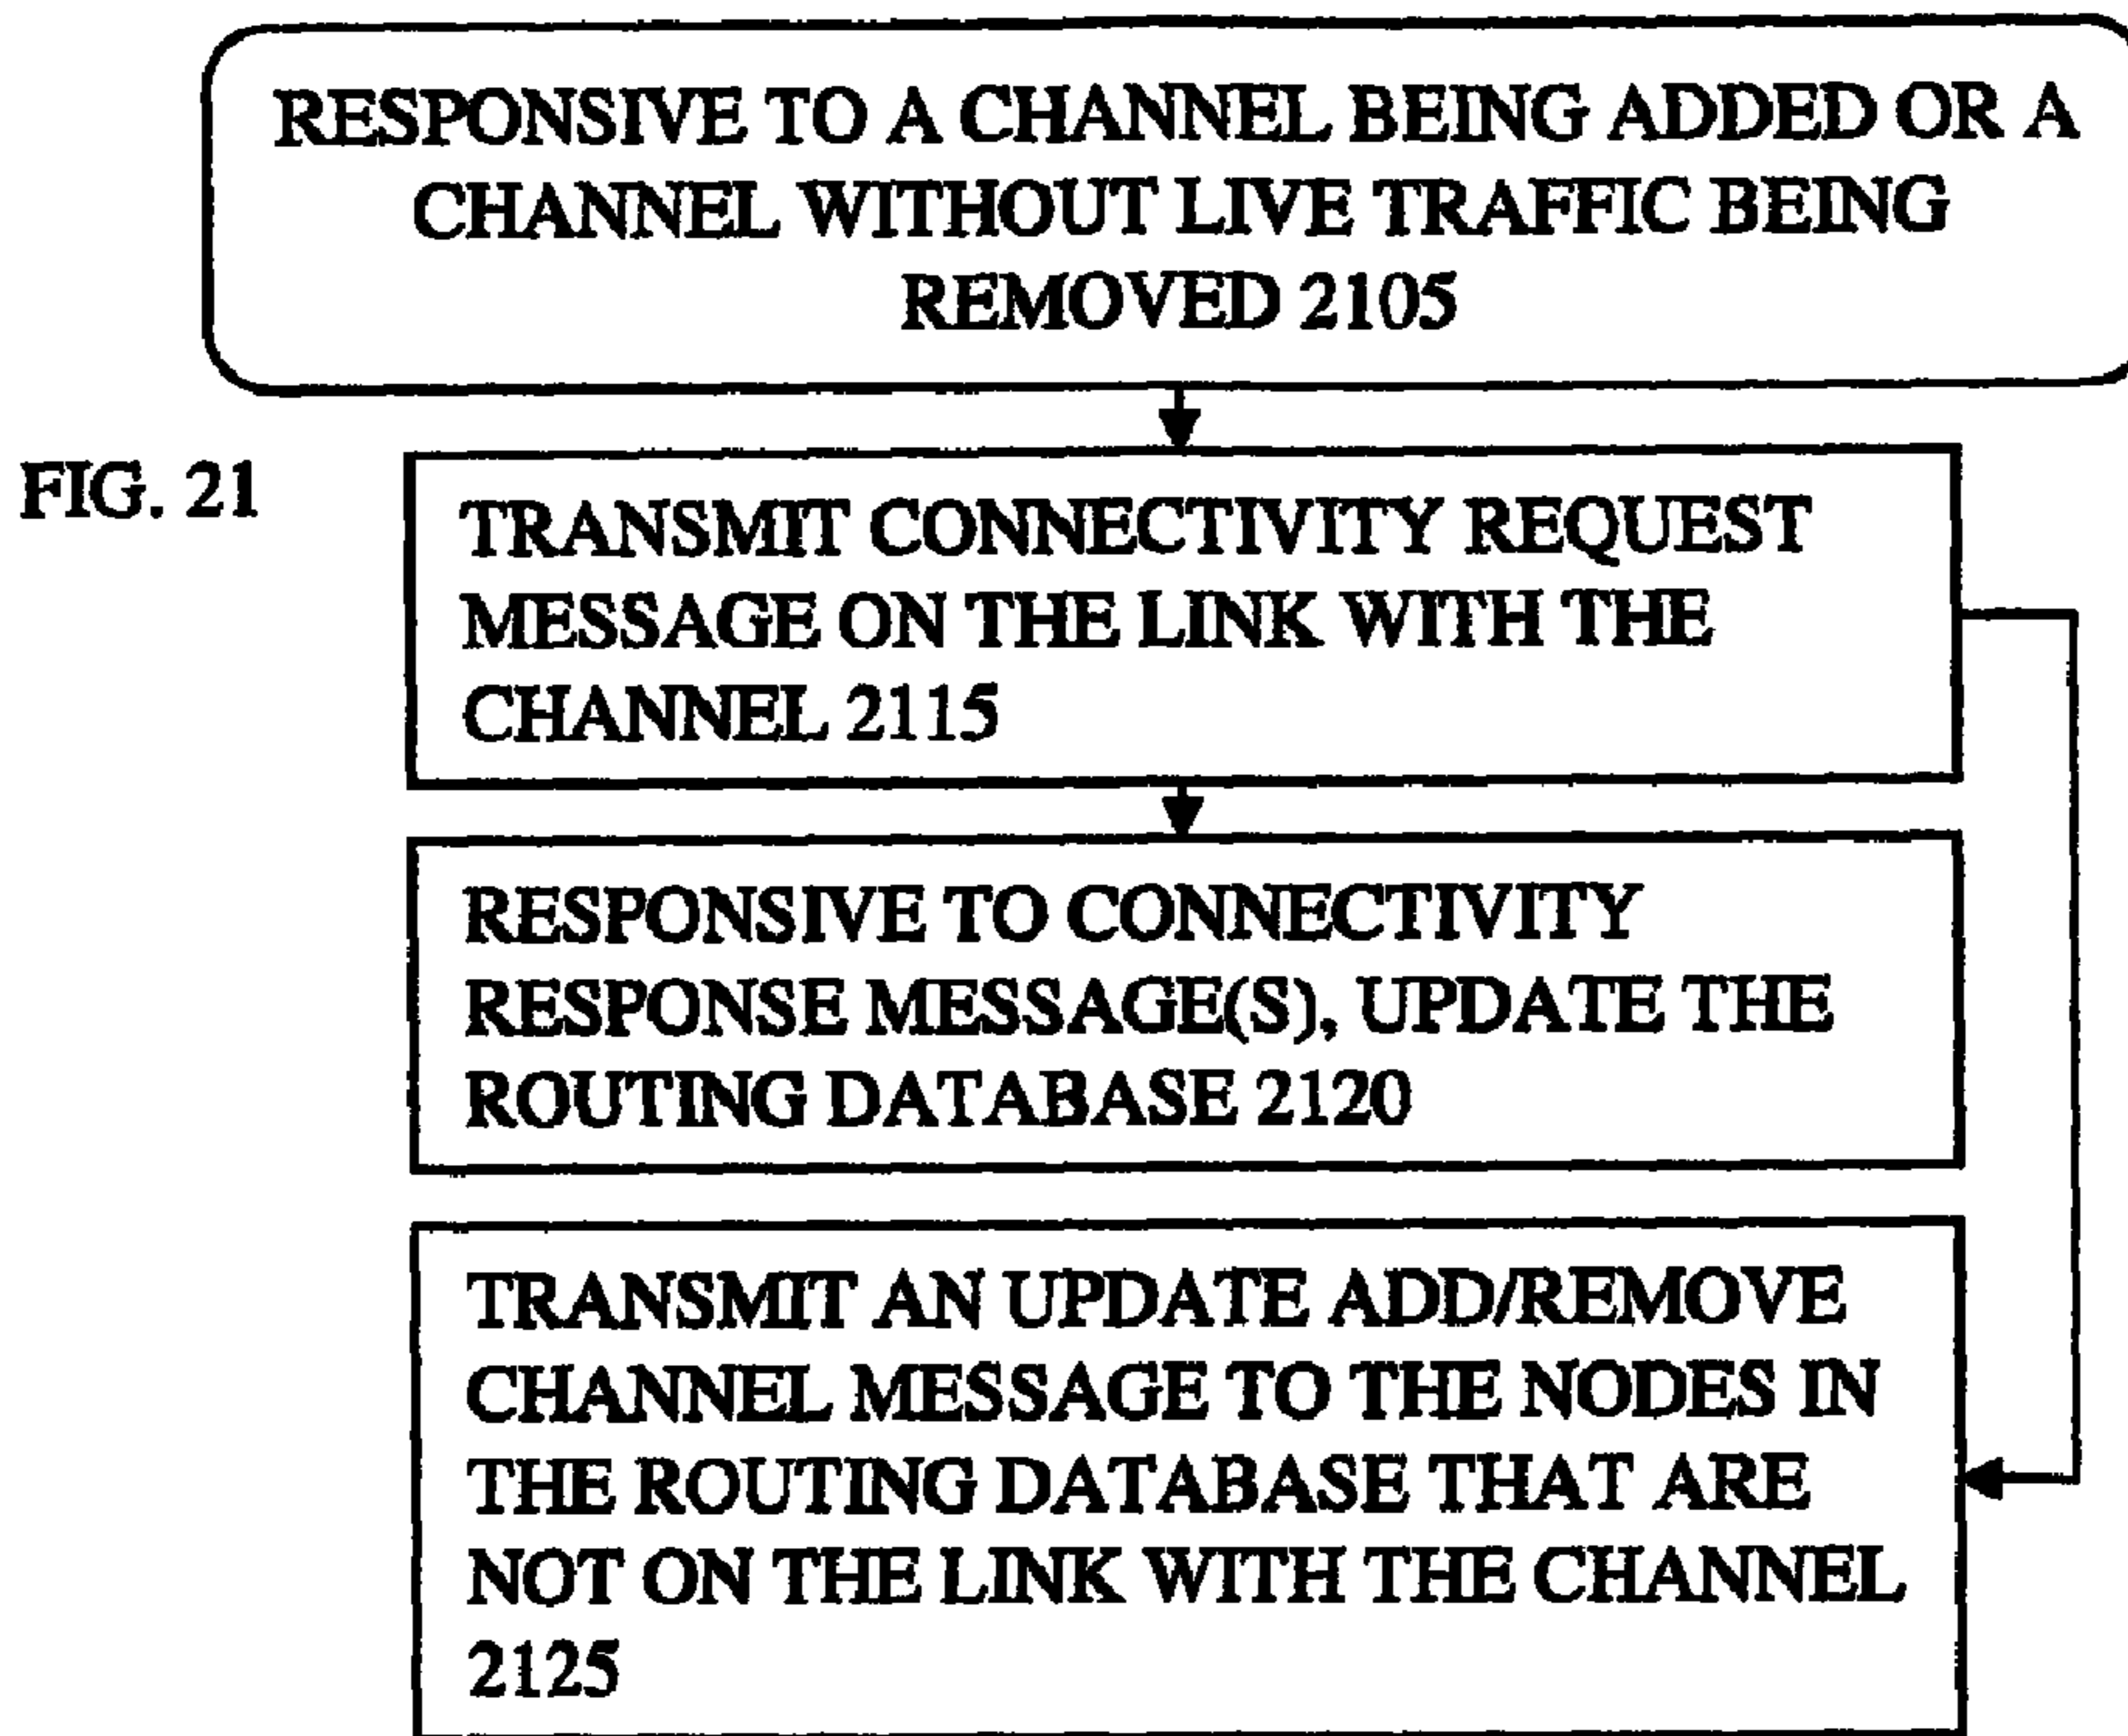 RESPONSIVE TO A CHANNEL BEING ADDED OR A
CHANNEL WITHOUT LIVE TRAFFIC BEING
REMOVED 2105
FIG. 21
TRANSMIT CONNECTIVITY REQUEST
MESSAGE ON THE LINK WITH THE
CHANNEL 2115
RESPONSIVE TO CONNECTIVITY
RESPONSE MESSAGE(S), UPDATE THE
ROUTING DATABASE 2120
TRANSMIT AN UPDATE ADD/REMOVE
CHANNEL MESSAGE TO THE NODES IN
THE ROUTING DATABASE THAT ARE
NOT ON THE LINK WITH THE CHANNEL
2125